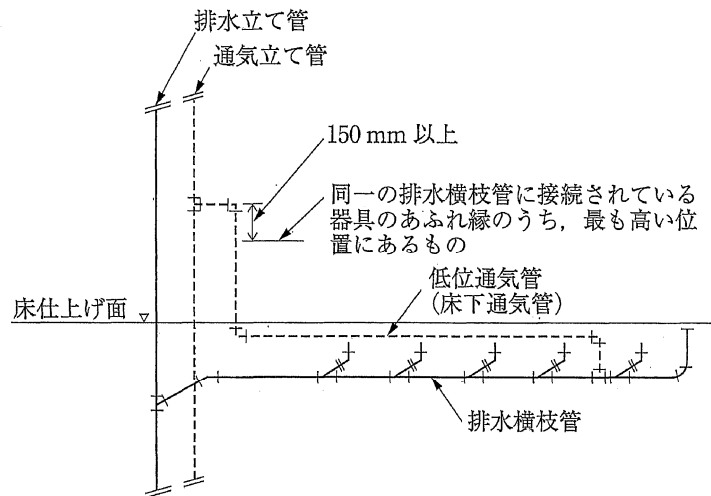 排水立て管
通気立て管
150 mm 以上
同一の排水横枝管に接続されている
器具のあふれ縁のうち，最も高い位
置にあるもの
低位通気管
(床下通気管)
床仕上げ面
排水横枝管